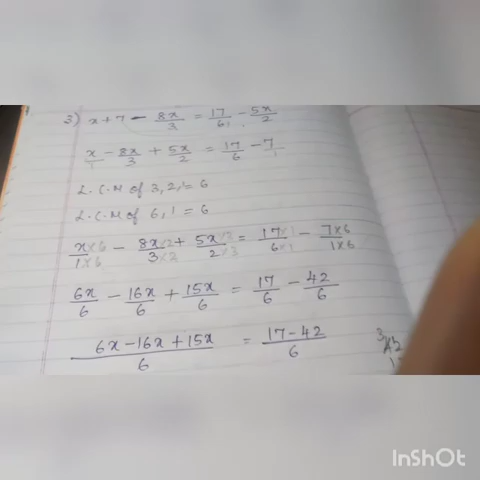 3) x+7 - 8x/3 = 17/6 - 5x/2
x/1 - 8x/3 + 5x/2 = 17/6 - 7/1
L.C.M of 3, 2, 1 = 6
L.C.M of 6, 1 = 6
x×6/1×6 - 8x×2/3×2 + 5x×3/2×3 = 17×1/6×1 - 7×6/1×6
6x/6 - 16x/6 + 15x/6 = 17/6 - 42/6
6x-16x+15x/6 = 17-42/6
InShOt